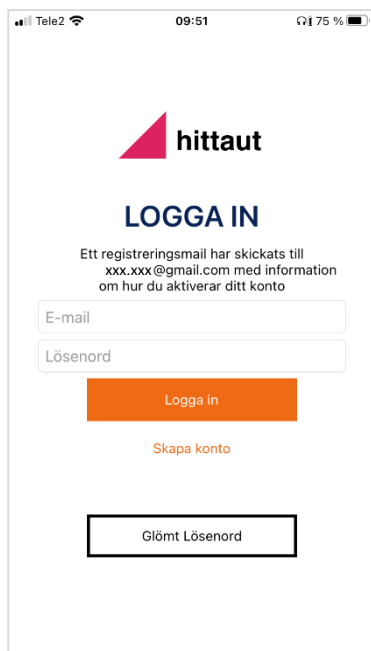 Tele2 09:51 75 %
hittaut
LOGGA IN
Ett registreringsmail har skickats till
xxx.xxx@gmail.com med information
om hur du aktiverar ditt konto
E-mail
Lösenord
Logga in
Skapa konto
Glömt Lösenord